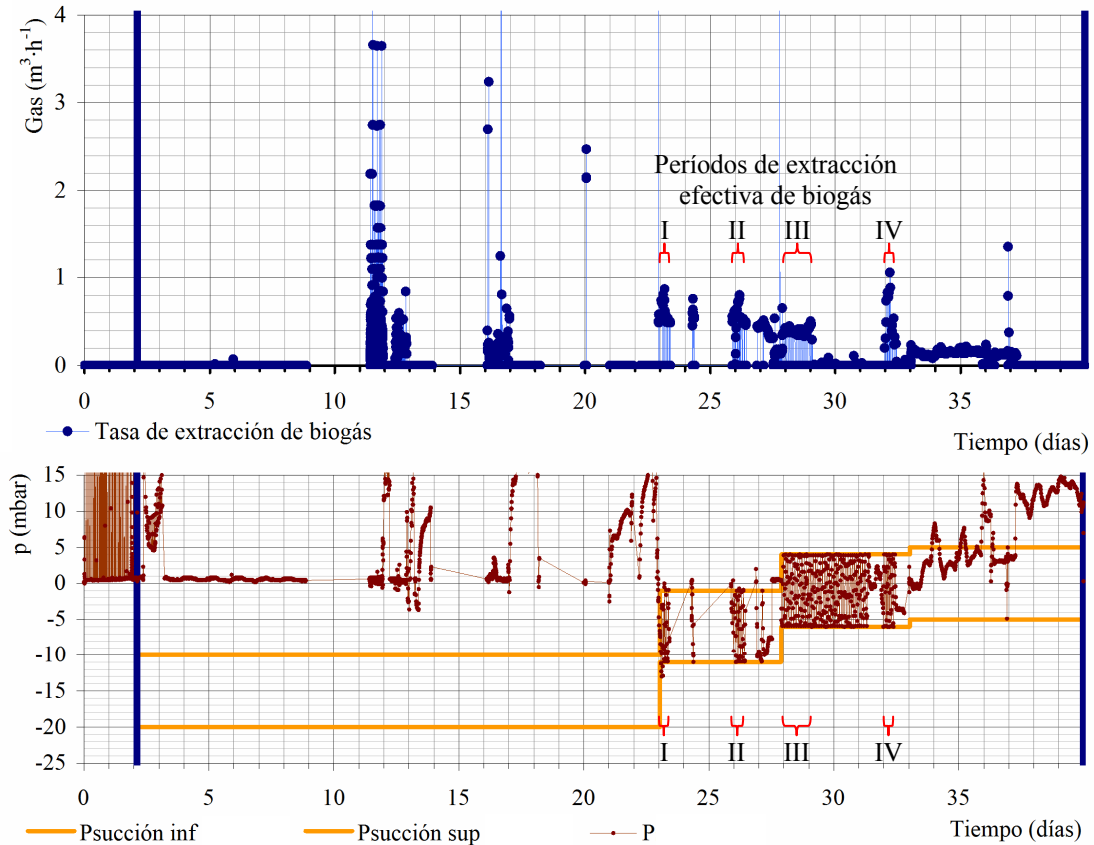 Gas (m³·h⁻¹)
4
3
2
1
0
Períodos de extracción
efectiva de biogás
I II III IV
0 5 10 15 20 25 30 35
Tasa de extracción de biogás
Tiempo (días)
p (mbar)
15
10
5
0
-5
-10
-15
-20
-25
I II III IV
0 5 10 15 20 25 30 35
Psucción inf Psucción sup P
Tiempo (días)